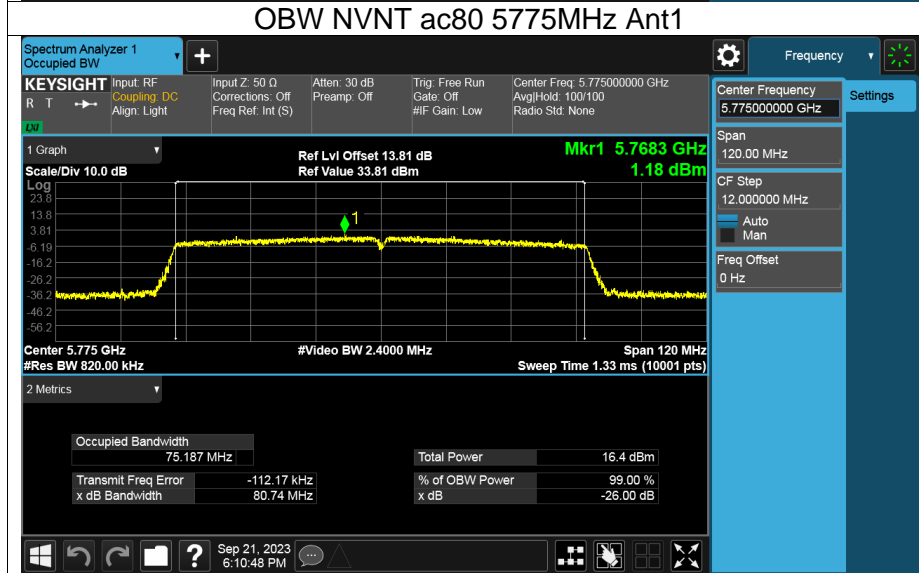 OBW NVNT ac80 5775MHz Ant1
Spectrum Analyzer 1
Occupied BW
+
Frequency
KEYSIGHT
R T
LXI
Input: RF
Coupling: DC
Align: Light
Input Z: 50 Ω
Corrections: Off
Freq Ref: Int (S)
Atten: 30 dB
Preamp: Off
Trig: Free Run
Gate: Off
#IF Gain: Low
Center Freq: 5.775000000 GHz
Avg|Hold: 100/100
Radio Std: None
Center Frequency
5.775000000 GHz
Settings
Span
120.00 MHz
CF Step
12.000000 MHz
Auto
Man
Freq Offset
0 Hz
1 Graph
Scale/Div 10.0 dB
Ref Lvl Offset 13.81 dB
Ref Value 33.81 dBm
Mkr1 5.7683 GHz
1.18 dBm
Log
23.8
13.8
3.81
-6.19
-16.2
-26.2
-36.2
-46.2
-56.2
1
Center 5.775 GHz
#Video BW 2.4000 MHz
Span 120 MHz
#Res BW 820.00 kHz
Sweep Time 1.33 ms (10001 pts)
2 Metrics
Occupied Bandwidth
75.187 MHz
Total Power 16.4 dBm
Transmit Freq Error -112.17 kHz
% of OBW Power 99.00 %
x dB Bandwidth 80.74 MHz
x dB -26.00 dB
?
Sep 21, 2023
6:10:48 PM